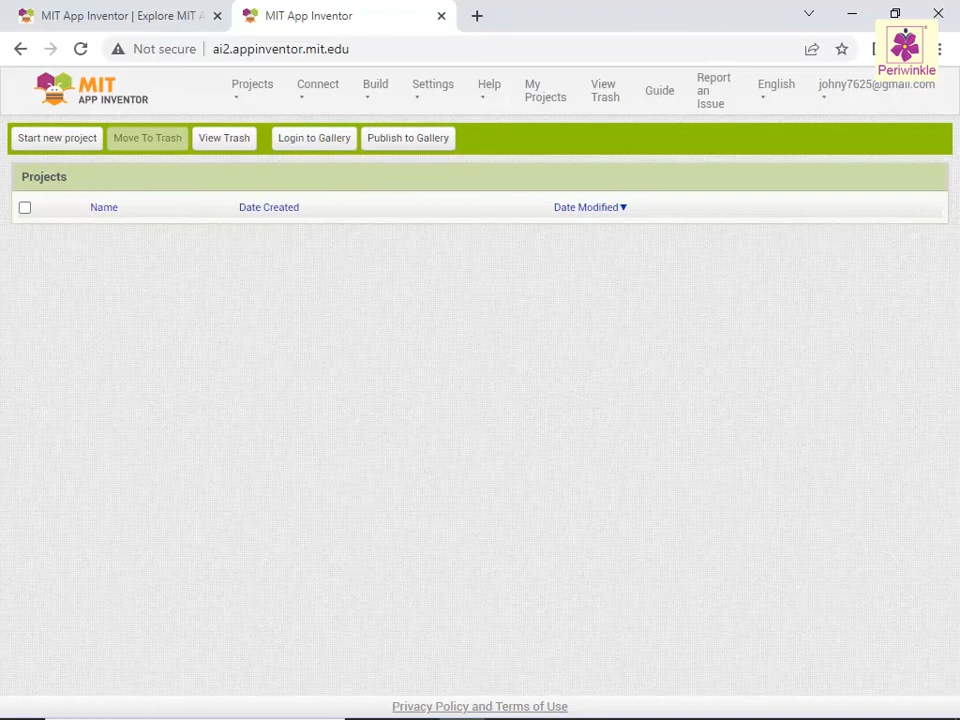 MIT App Inventor | Explore MIT A
MIT App Inventor
Not secure
ai2.appinventor.mit.edu
Periwinkle
MIT
APP INVENTOR
Projects
Connect
Build
Settings
Help
My
Projects
View
Trash
Guide
Report
an
Issue
English
johny7625@gmail.com
Start new project
Move To Trash
View Trash
Login to Gallery
Publish to Gallery
Projects
Name
Date Created
Date Modified▼
Privacy Policy and Terms of Use